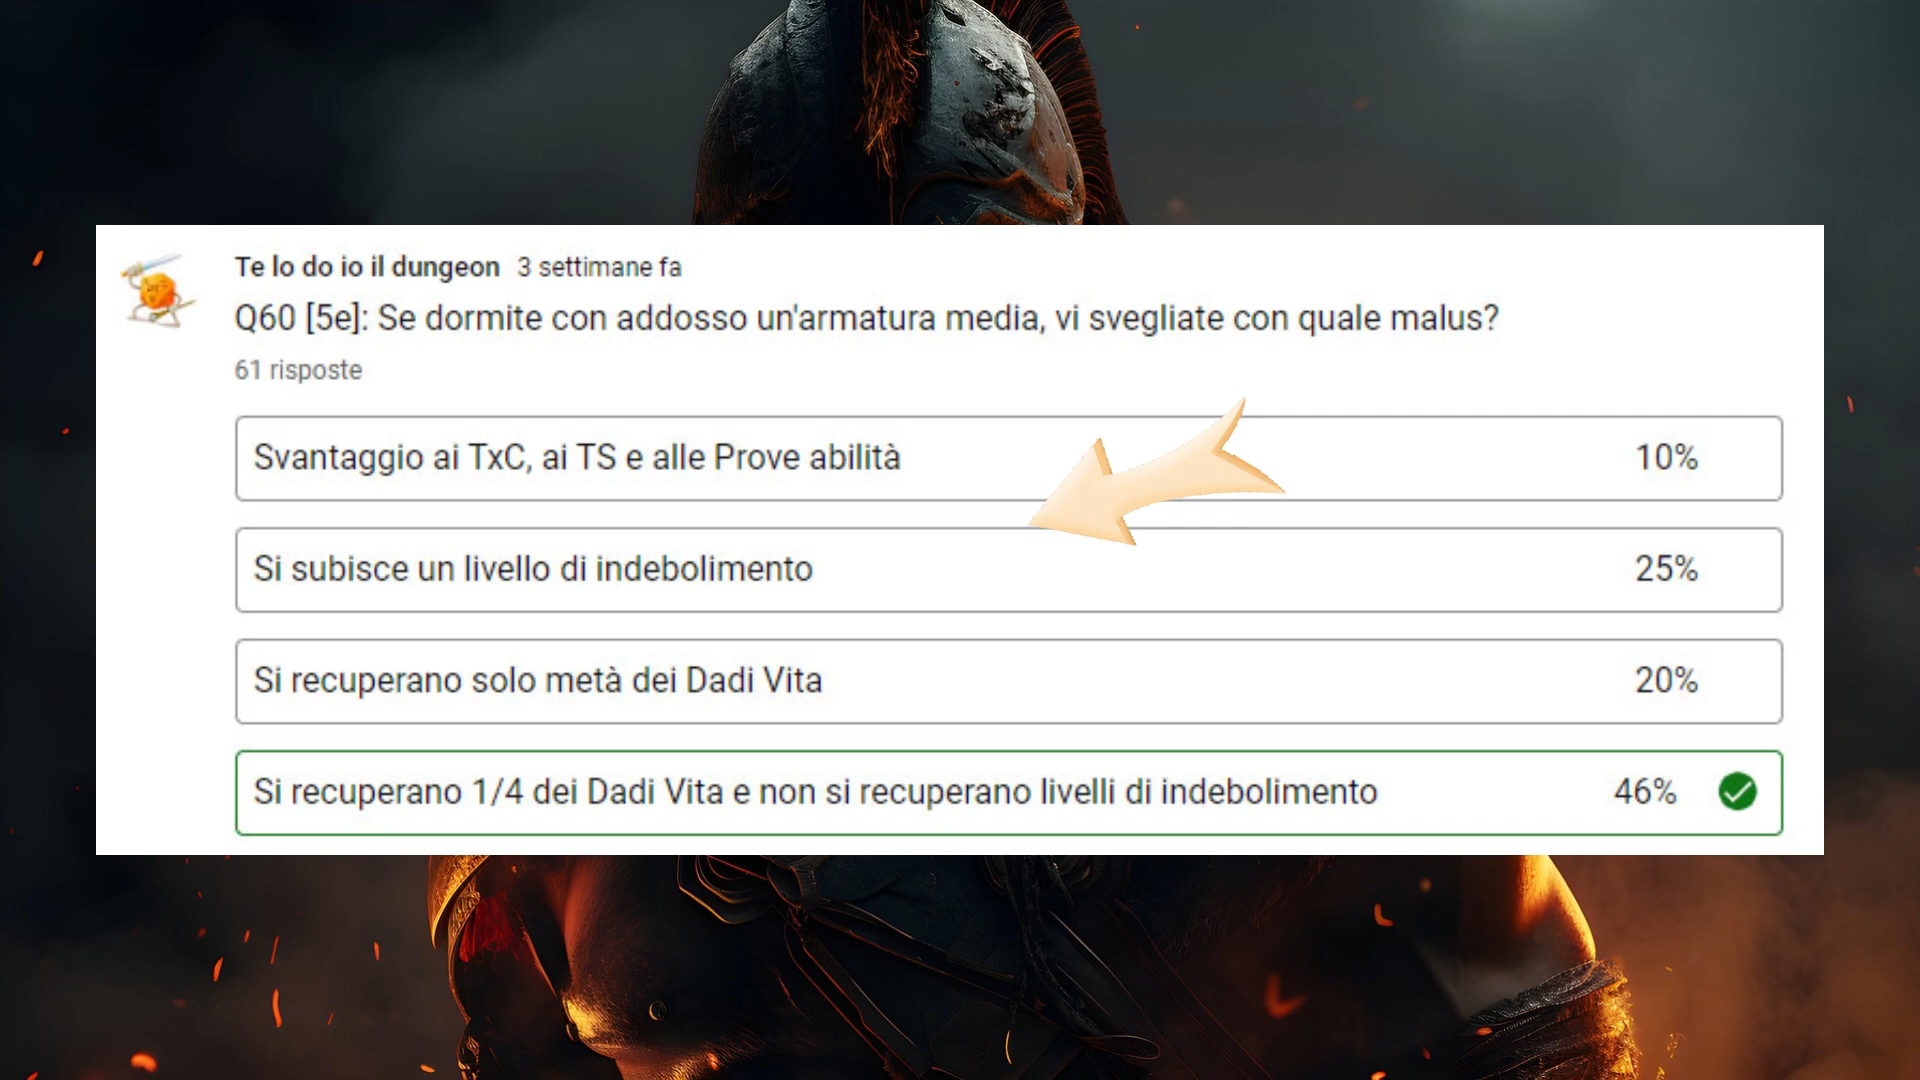 Te lo do io il dungeon 3 settimane fa
Q60 [5e]: Se dormite con addosso un'armatura media, vi svegliate con quale malus?
61 risposte
Svantaggio ai TxC, ai TS e alle Prove abilità 10%
Si subisce un livello di indebolimento 25%
Si recuperano solo metà dei Dadi Vita 20%
Si recuperano 1/4 dei Dadi Vita e non si recuperano livelli di indebolimento 46%